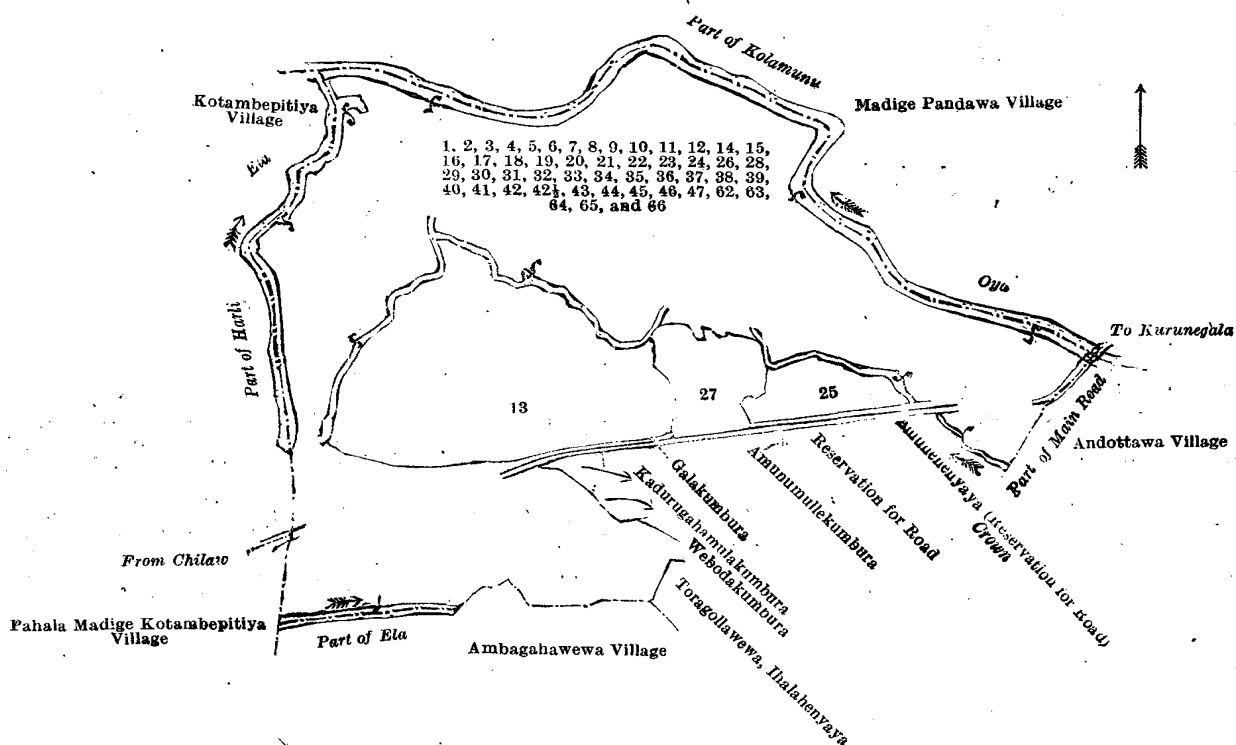 Part of Kolamunu
Kotambepitiya
Village
Madige Pandawa Village
1, 2, 3, 4, 5, 6, 7, 8, 9, 10, 11, 12, 14, 15,
16, 17, 18, 19, 20, 21, 22, 23, 24, 26, 28,
29, 30, 31, 32, 33, 34, 35, 36, 37, 38, 39,
40, 41, 42, 42½, 43, 44, 45, 46, 47, 62, 63,
64, 65, and 66
Ela
Oya
To Kurunegala
Part of Harli
13
27
25
Part of Main Road
Andottawa Village
Galakumbura
Amunumullekumbura
Reservation for Road
(Reservation for Road)
Crown
Kadurugahamulakumbura
Webodakumbura
Toragollawewa, Ihalahenyaya
From Chilaw
Pahala Madige Kotambepitiya
Village
Part of Ela
Ambagahawewa Village